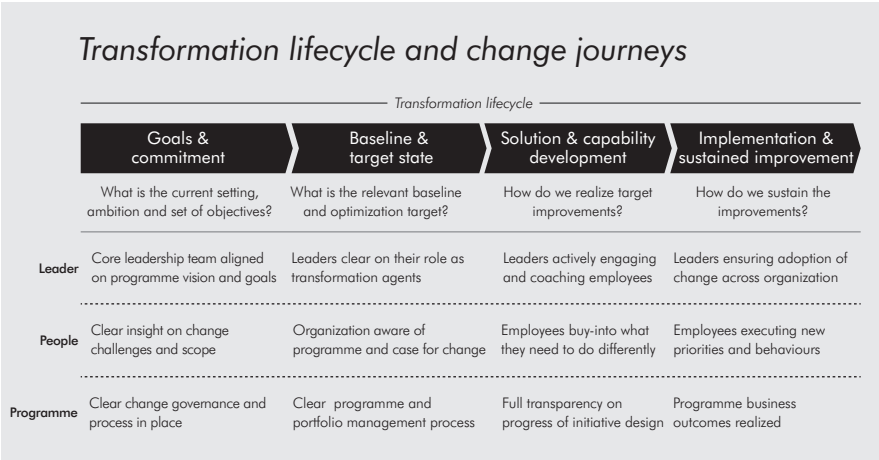 Transformation lifecycle and change journeys
Transformation lifecycle
Goals &
commitment
Baseline &
target state
Solution & capability
development
Implementation &
sustained improvement
What is the current setting,
ambition and set of objectives?
What is the relevant baseline
and optimization target?
How do we realize target
improvements?
How do we sustain the
improvements?
Leader
Core leadership team aligned
on programme vision and goals
Leaders clear on their role as
transformation agents
Leaders actively engaging
and coaching employees
Leaders ensuring adoption of
change across organization
People
Clear insight on change
challenges and scope
Organization aware of
programme and case for change
Employees buy-into what
they need to do differently
Employees executing new
priorities and behaviours
Programme
Clear change governance and
process in place
Clear programme and
portfolio management process
Full transparency on
progress of initiative design
Programme business
outcomes realized